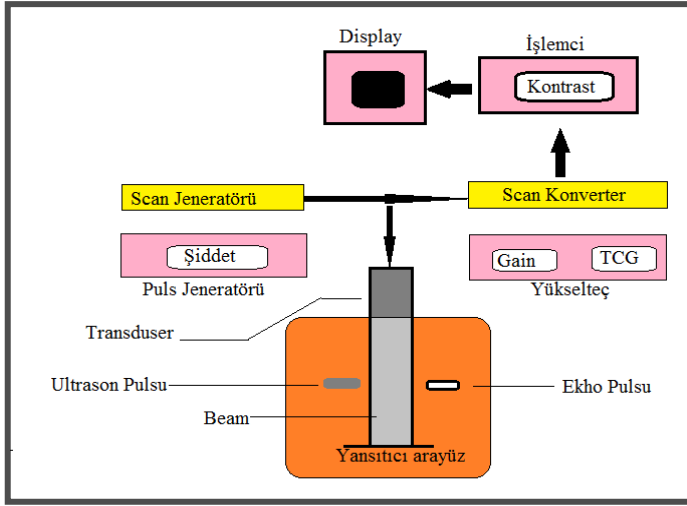 Display
İşlemci
Kontrast
Scan Jeneratörü
Scan Konverter
Şiddet
Gain
TCG
Puls Jeneratörü
Yükselteç
Transduser
Ultrason Pulsu
Ekho Pulsu
Beam
Yansıtıcı arayüz